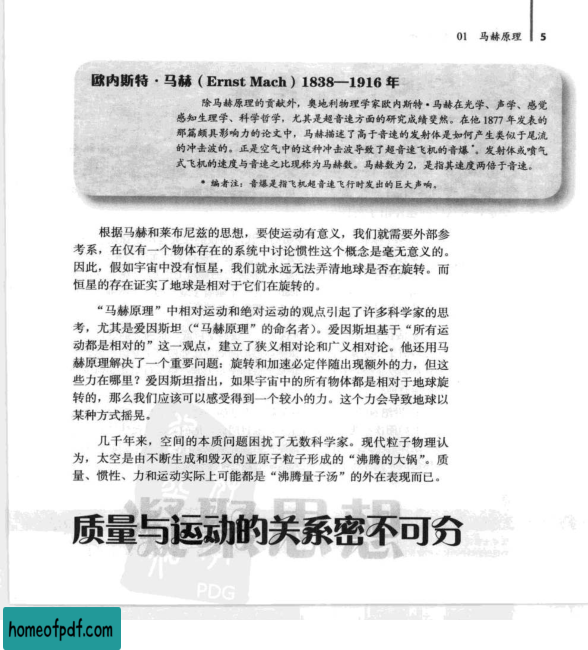 01 马赫原理 5
欧内斯特·马赫（Ernst Mach）1838—1916 年
除马赫原理的贡献外，奥地利物理学家欧内斯特·马赫在光学、声学、感觉
感知生理学、科学哲学，尤其是超音速方面的研究成绩斐然。在他 1877 年发表的
那篇颇具影响力的论文中，马赫描述了高于音速的发射体是如何产生类似于尾流
的冲击波的。正是空气中的这种冲击波导致了超音速飞机的音爆*。发射体或喷气
式飞机的速度与音速之比现称为马赫数。马赫数为 2，是指其速度两倍于音速。
* 编者注：音爆是指飞机超音速飞行时发出的巨大声响。
根据马赫和莱布尼兹的思想，要使运动有意义，我们就需要外部参
考系，在仅有一个物体存在的系统中讨论惯性这个概念是毫无意义的。
因此，假如宇宙中没有恒星，我们就永远无法弄清地球是否在旋转。而
恒星的存在证实了地球是相对于它们在旋转的。
“马赫原理”中相对运动和绝对运动的观点引起了许多科学家的思
考，尤其是爱因斯坦（“马赫原理”的命名者）。爱因斯坦基于“所有运
动都是相对的”这一观点，建立了狭义相对论和广义相对论。他还用马
赫原理解决了一个重要问题：旋转和加速必定伴随出现额外的力，但这
些力在哪里？爱因斯坦指出，如果宇宙中的所有物体都是相对于地球旋
转的，那么我们应该可以感受得到一个较小的力。这个力会导致地球以
某种方式摇晃。
几千年来，空间的本质问题困扰了无数科学家。现代粒子物理认
为，太空是由不断生成和毁灭的亚原子粒子形成的“沸腾的大锅”。质
量、惯性、力和运动实际上可能都是“沸腾量子汤”的外在表现而已。
凝聚思想
质量与运动的关系密不可分
PDG
homeofpdf.com